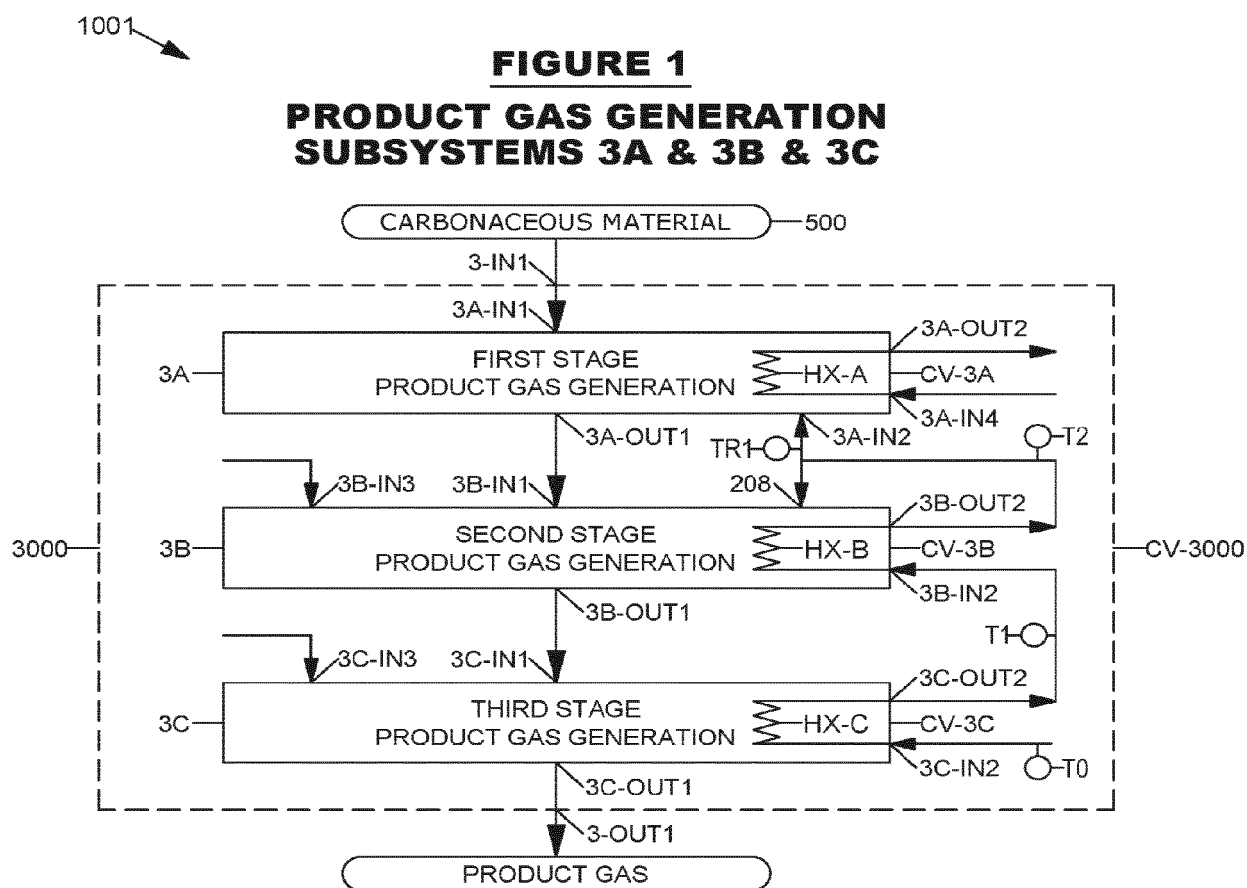 1001
FIGURE 1
PRODUCT GAS GENERATION
SUBSYSTEMS 3A & 3B & 3C
CARBONACEOUS MATERIAL
500
3-IN1
3A-IN1
3A-OUT2
FIRST STAGE
PRODUCT GAS GENERATION
3A
HX-A
CV-3A
3A-IN4
3A-OUT1
TR1
3A-IN2
T2
3B-IN3
3B-IN1
208
3B-OUT2
3000
3B
SECOND STAGE
PRODUCT GAS GENERATION
HX-B
CV-3B
CV-3000
3B-IN2
3B-OUT1
T1
3C-IN3
3C-IN1
3C-OUT2
3C
THIRD STAGE
PRODUCT GAS GENERATION
HX-C
CV-3C
3C-IN2
T0
3C-OUT1
3-OUT1
PRODUCT GAS